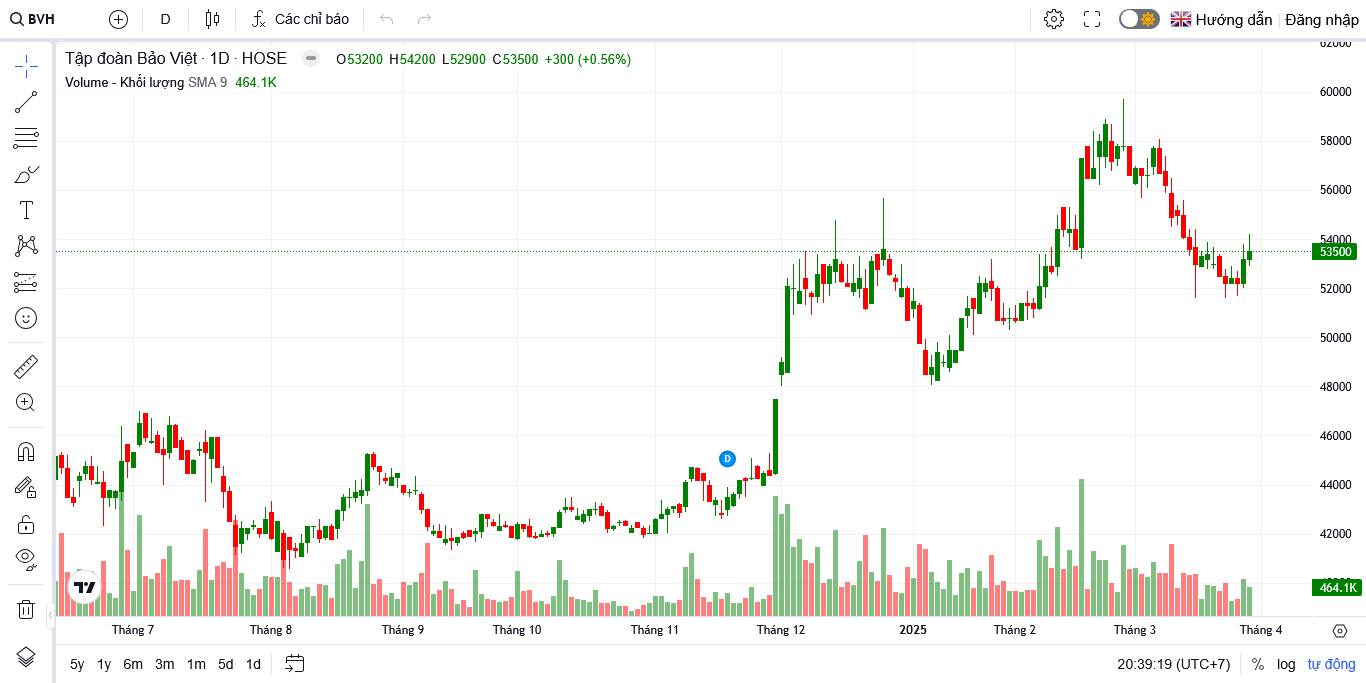 BVH D Các chỉ báo Hướng dẫn Đăng nhập
Tập đoàn Bảo Việt · 1D · HOSE O53200 H54200 L52900 C53500 +300 (+0.56%)
Volume - Khối lượng SMA 9 464.1K
62000
60000
58000
56000
54000
53500
52000
50000
48000
46000
44000
42000
464.1K
D
Tháng 7 Tháng 8 Tháng 9 Tháng 10 Tháng 11 Tháng 12 2025 Tháng 2 Tháng 3 Tháng 4
5y 1y 6m 3m 1m 5d 1d 20:39:19 (UTC+7) % log tự động